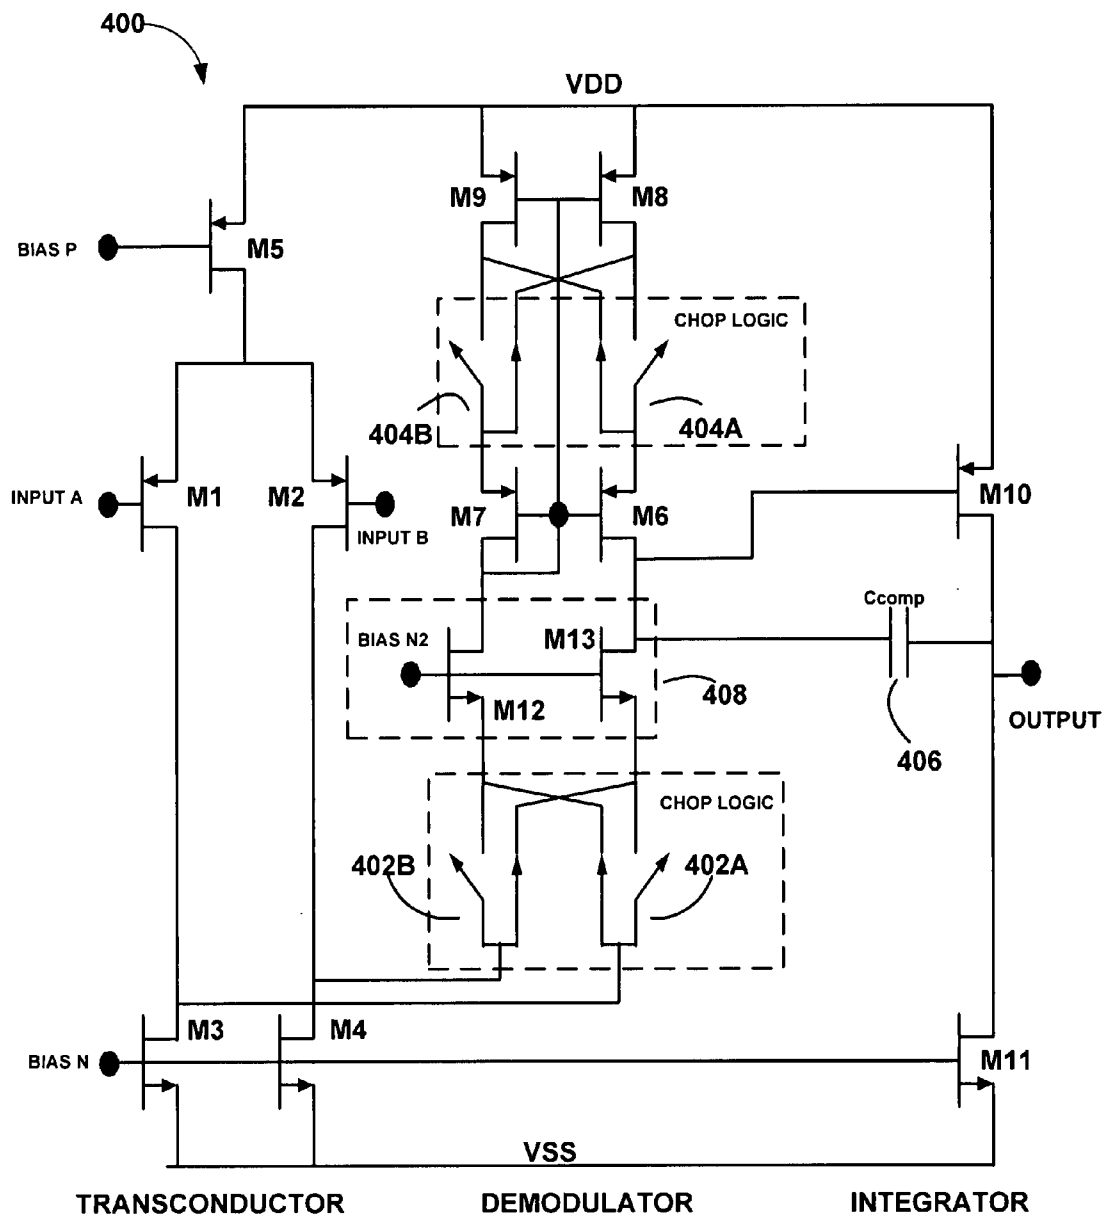 400
VDD
M9
M8
BIAS P
M5
CHOP LOGIC
404B
404A
INPUT A
M1
M2
INPUT B
M7
M6
M10
Ccomp
BIAS N2
M13
M12
408
406
OUTPUT
CHOP LOGIC
402B
402A
BIAS N
M3
M4
M11
VSS
TRANSCONDUCTOR
DEMODULATOR
INTEGRATOR